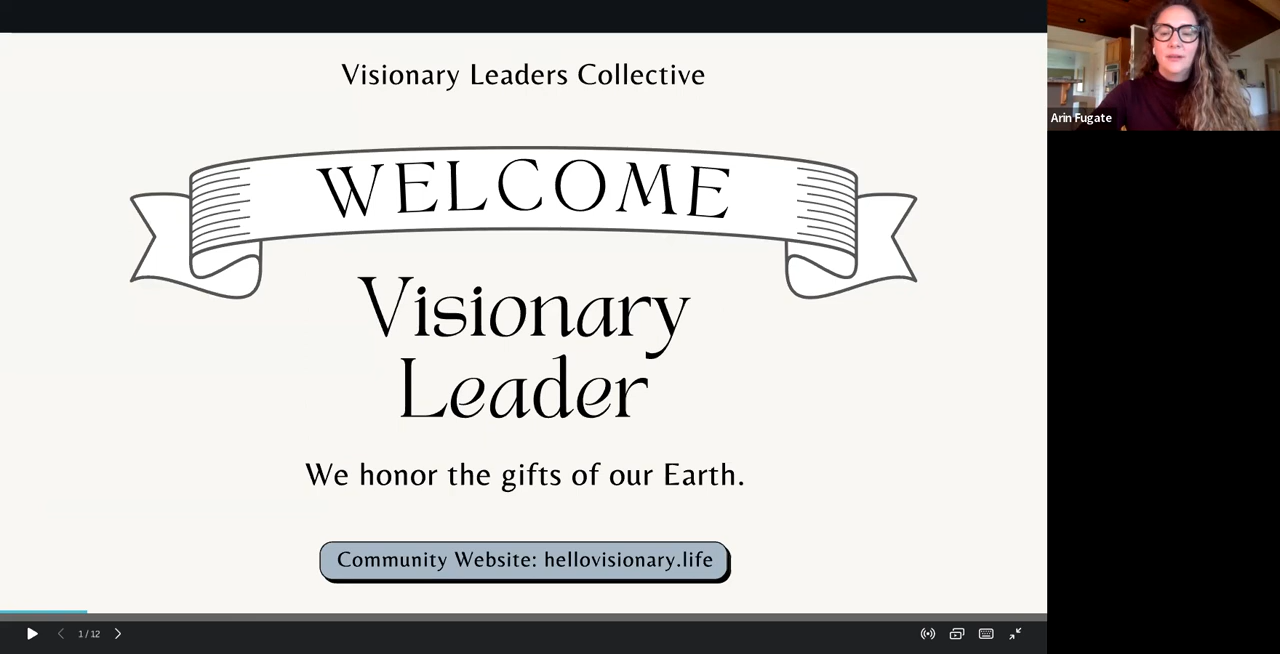 Visionary Leaders Collective
WELCOME
Visionary
Leader
We honor the gifts of our Earth.
Community Website: hellovisionary.life
1 / 12
Arin Fugate